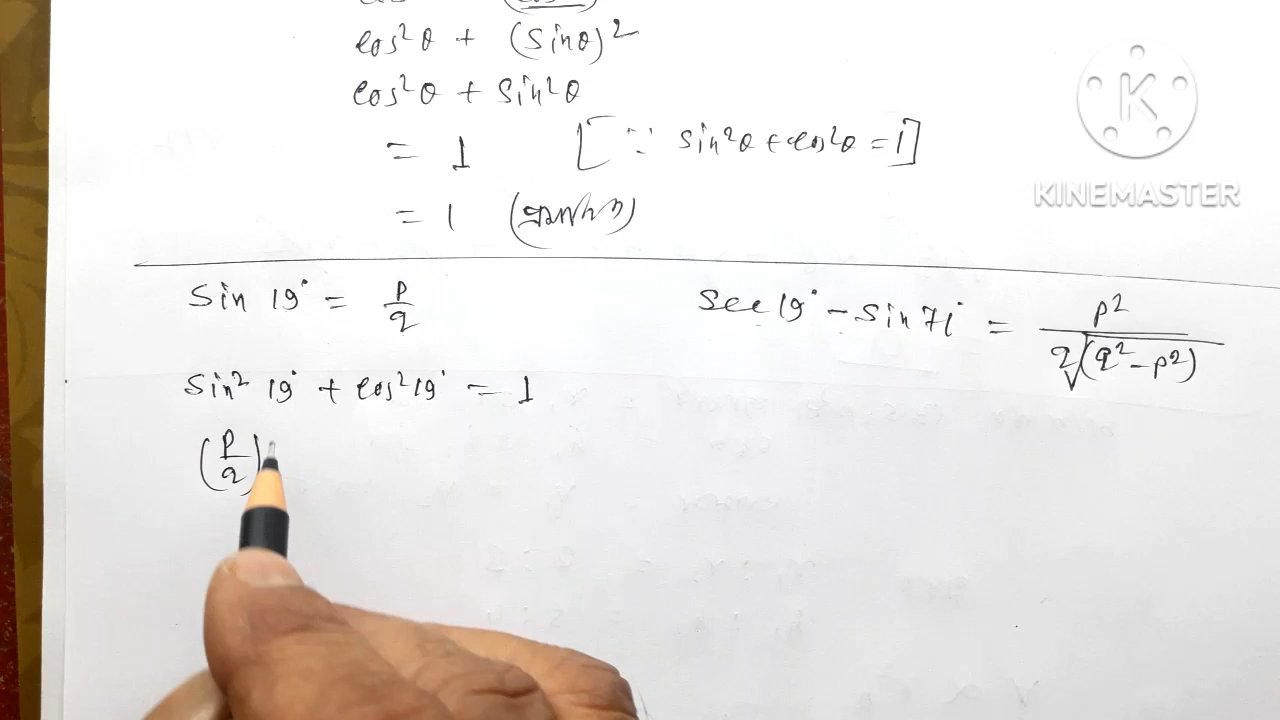 cos²θ + (sinθ)²
cos²θ + sin²θ
= 1 [∵ sin²θ + cos²θ = 1]
= 1 (প্রমাণিত)
Sin 19° = p/q
Sec 19° - Sin 71° = p²/q√(q² - p²)
Sin² 19° + cos² 19° = 1
(p/q)
KINEMASTER